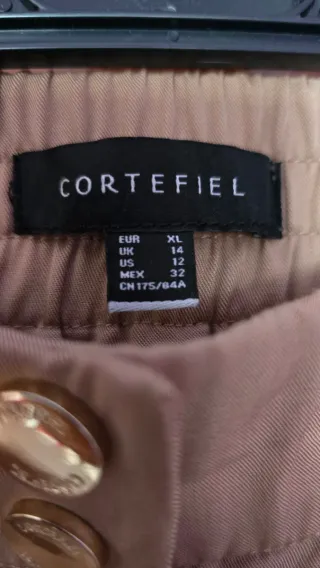 CORTEFIEL
EUR XL
UK 14
US 12
MEX 32
CN 175/84A